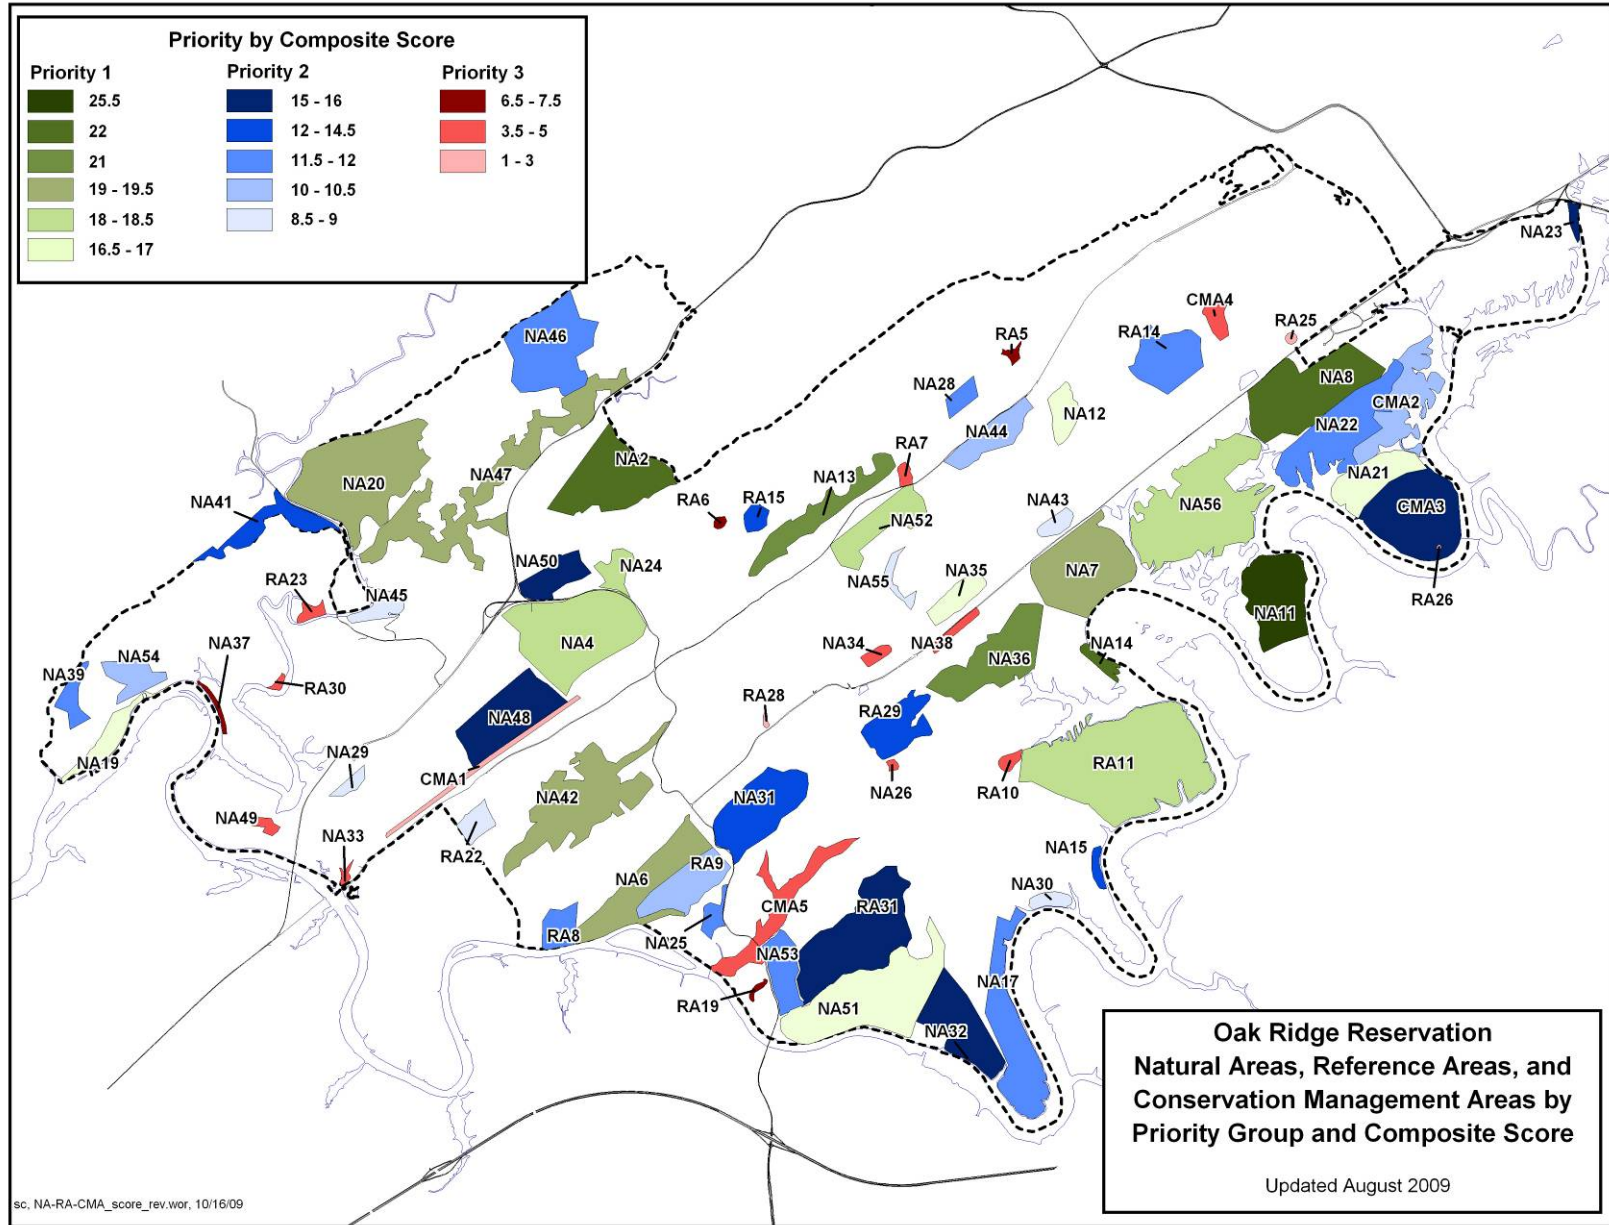 Priority by Composite Score
Priority 1
Priority 2
Priority 3
25.5
15 - 16
6.5 - 7.5
22
12 - 14.5
3.5 - 5
21
11.5 - 12
1 - 3
19 - 19.5
10 - 10.5
18 - 18.5
8.5 - 9
16.5 - 17
NA23
CMA4
RA25
RA14
RA5
NA46
NA8
NA28
CMA2
NA12
NA22
NA44
RA7
NA2
NA13
NA21
NA47
NA20
NA41
RA6
RA15
NA56
CMA3
NA52
NA43
NA50
NA24
NA55
NA35
NA7
RA23
NA45
RA26
NA11
NA4
NA34
NA38
NA36
NA14
NA37
NA54
NA39
RA30
RA28
RA29
NA48
NA29
NA19
CMA1
NA26
RA10
RA11
NA42
NA31
NA49
NA33
RA22
NA15
RA9
NA6
NA30
CMA5
RA31
RA8
NA25
NA53
NA17
RA19
NA51
NA32
Oak Ridge Reservation
Natural Areas, Reference Areas, and
Conservation Management Areas by
Priority Group and Composite Score
Updated August 2009
sc, NA-RA-CMA_score_rev.wor, 10/16/09